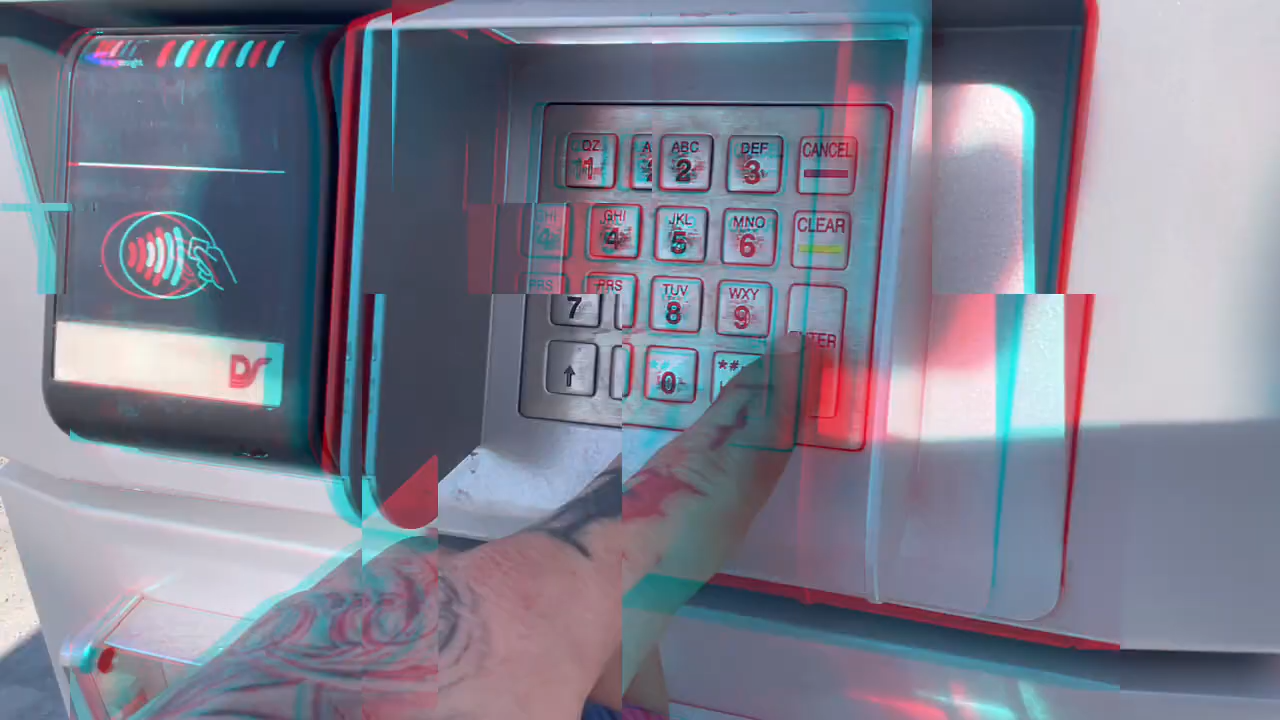 QZ ABC DEF CANCEL
1 2 3
GHI JKL MNO CLEAR
4 5 6
PRS TUV WXY
7 8 9
ENTER
↑ 0